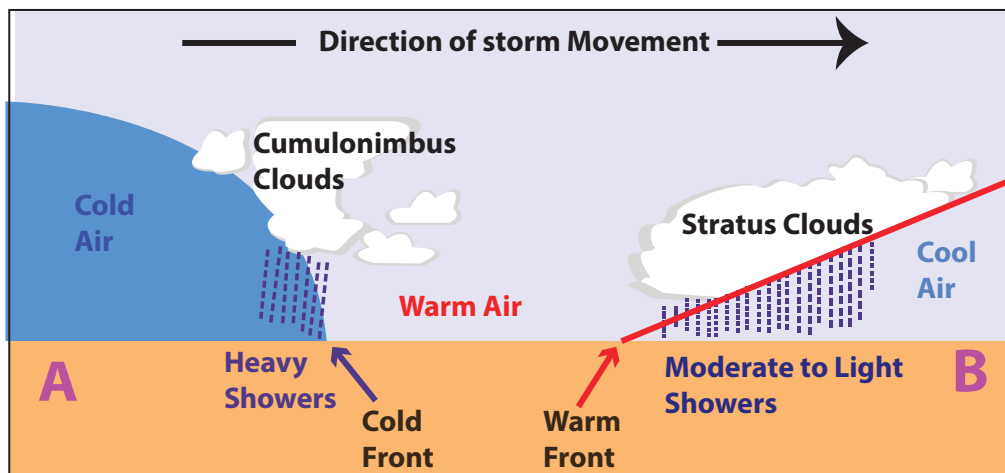 Direction of storm Movement
Cumulonimbus
Clouds
Cold
Air
Stratus Clouds
Cool
Air
Warm Air
A
Heavy
Showers
Cold
Front
Warm
Front
Moderate to Light
Showers
B